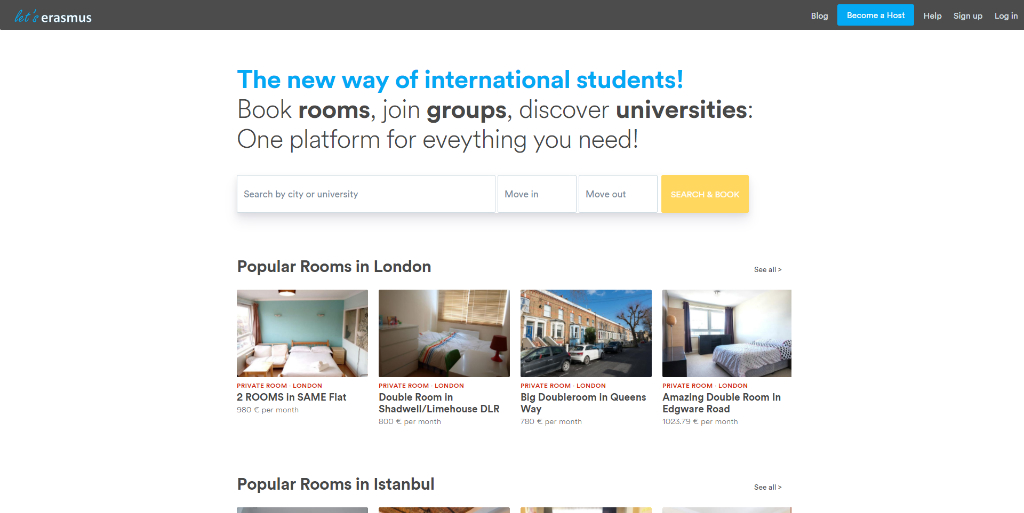 let's erasmus
Blog
Become a Host
Help
Sign up
Log in
The new way of international students!
Book rooms, join groups, discover universities:
One platform for eveything you need!
Search by city or university
Move in
Move out
SEARCH & BOOK
Popular Rooms in London
See all >
PRIVATE ROOM · LONDON
2 ROOMS in SAME Flat
980 € per month
PRIVATE ROOM · LONDON
Double Room in
Shadwell/Limehouse DLR
800 € per month
PRIVATE ROOM · LONDON
Big Doubleroom in Queens
Way
780 € per month
PRIVATE ROOM · LONDON
Amazing Double Room in
Edgware Road
1023.79 € per month
Popular Rooms in Istanbul
See all >